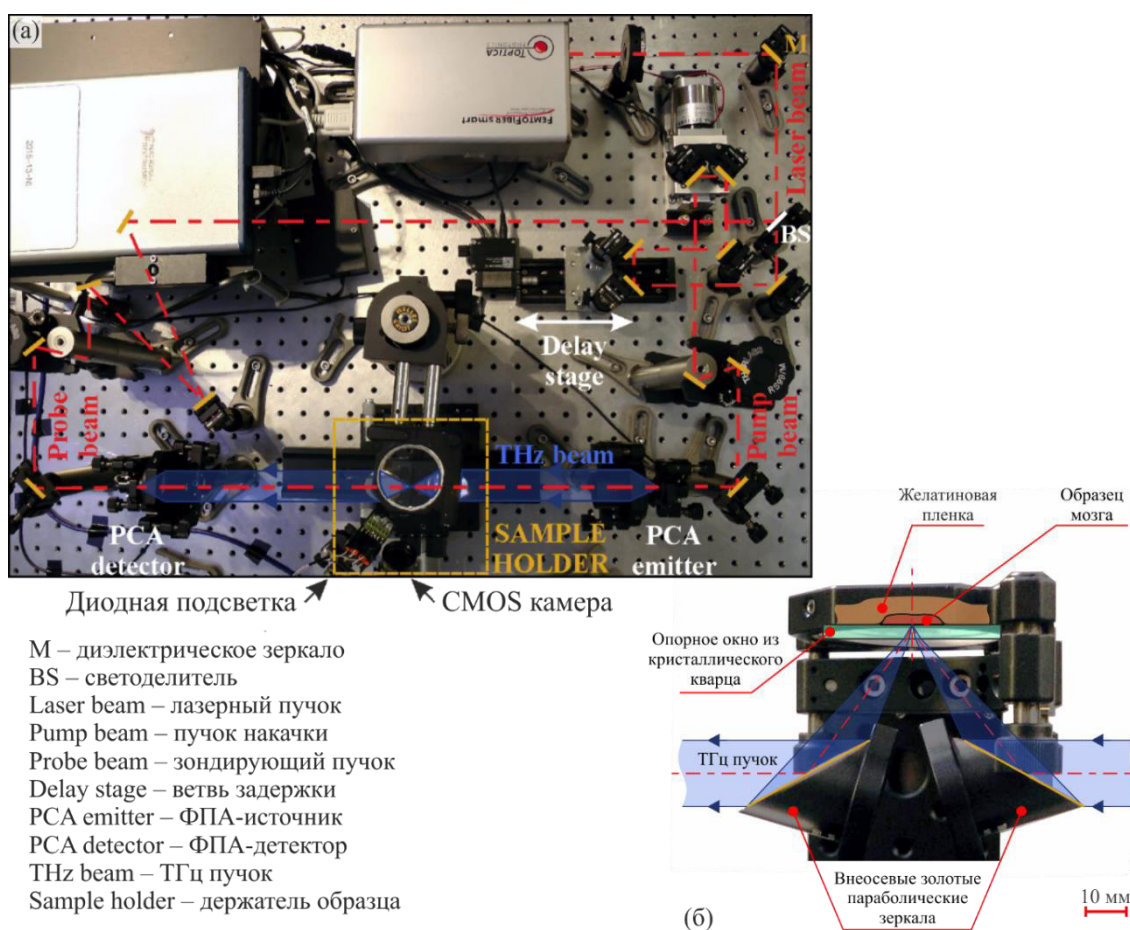 (а)
TOPTICA
FEMTOFIBERsmart
M
Laser beam
BS
Delay
stage
Probe
beam
Pump
beam
THz beam
PCA
detector
SAMPLE
HOLDER
PCA
emitter
Диодная подсветка
CMOS камера
M – диэлектрическое зеркало
BS – светоделитель
Laser beam – лазерный пучок
Pump beam – пучок накачки
Probe beam – зондирующий пучок
Delay stage – ветвь задержки
PCA emitter – ФПА-источник
PCA detector – ФПА-детектор
THz beam – ТГц пучок
Sample holder – держатель образца
Желатиновая
пленка
Образец
мозга
Опорное окно из
кристаллического
кварца
ТГц пучок
Внеосевые золотые
параболические
зеркала
10 мм
(б)